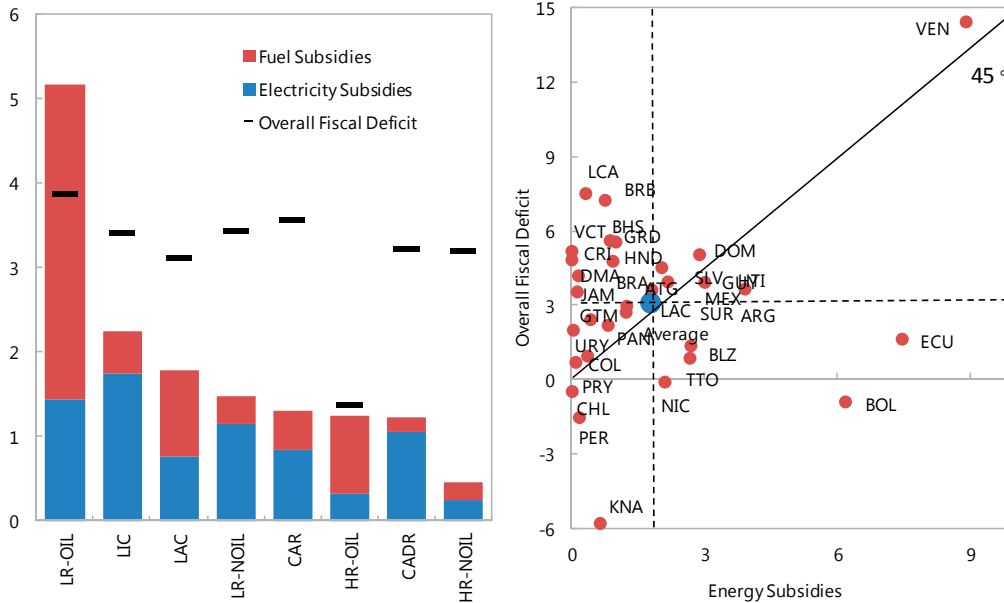 6
5
4
3
2
1
0
Fuel Subsidies
Electricity Subsidies
Overall Fiscal Deficit
LR-OIL
LIC
LAC
LR-NOIL
CAR
HR-OIL
CADR
HR-NOIL
Overall Fiscal Deficit
15
12
9
6
3
0
-3
-6
VEN
45 °
LCA
BRB
VCT
BHS
GRD
CRI
HND
DOM
DMA
BRA
ATG
SLV
GUY
HTI
JAM
LAC
Average
MEX
GTM
SUR
ARG
URY
PAN
BLZ
ECU
COL
TTO
PRY
CHL
NIC
BOL
PER
KNA
0
3
6
9
Energy Subsidies